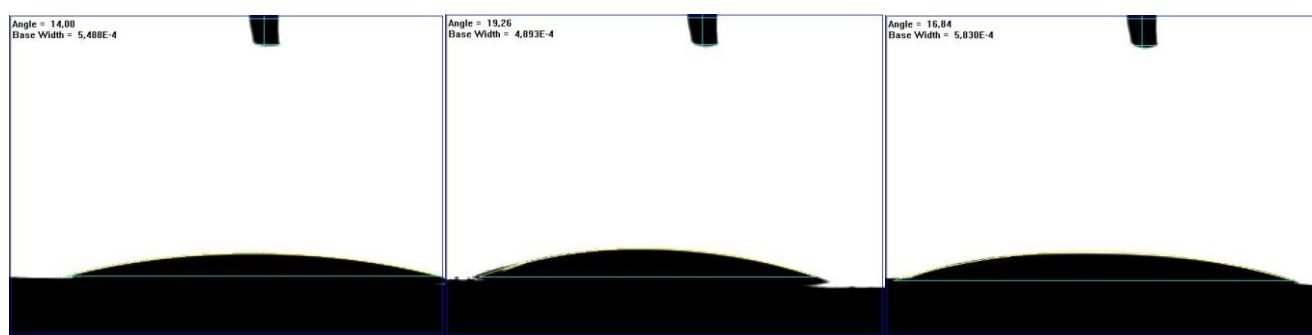 Angle = 14,00
Base Width = 5,488E-4
Angle = 19,26
Base Width = 4,893E-4
Angle = 16,84
Base Width = 5,830E-4